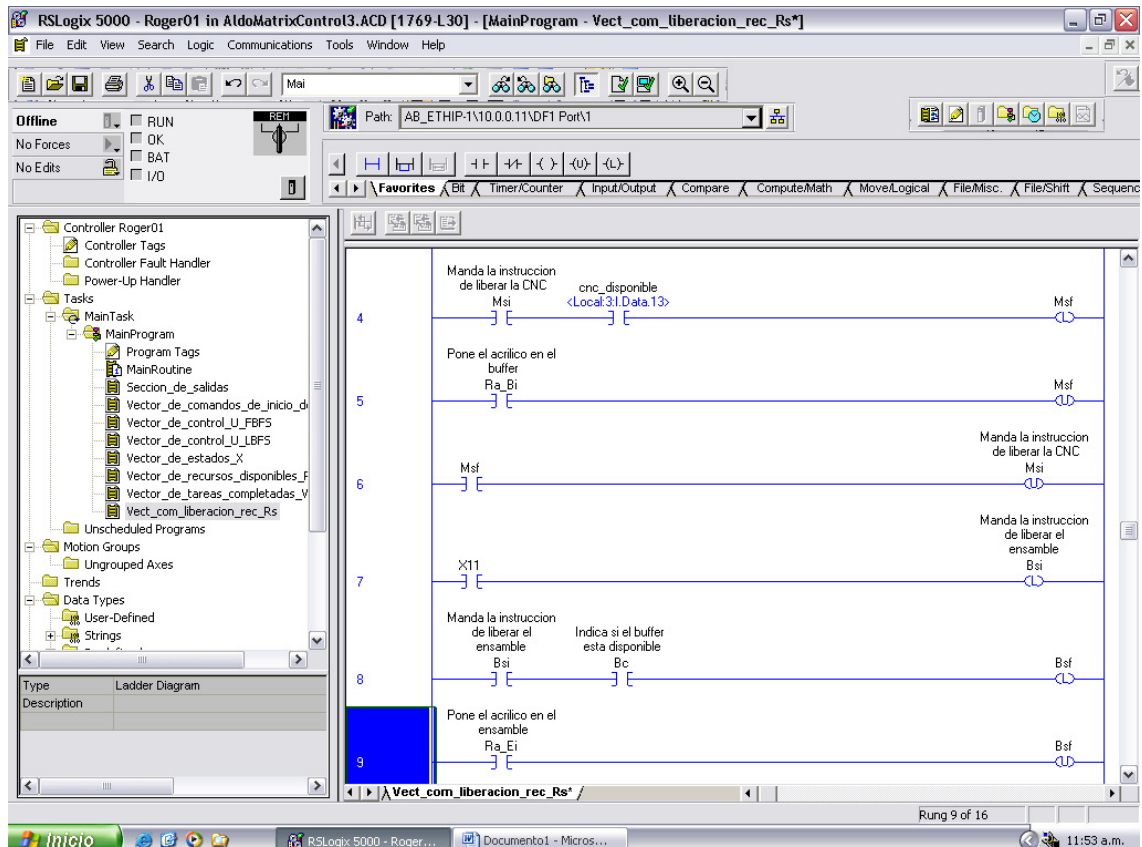 RSLogix 5000 - Roger01 in AldoMatrixControl3.ACD [1769-L30] - [MainProgram - Vect_com_liberacion_rec_Rs*]
File Edit View Search Logic Communications Tools Window Help
Mai
Offline
RUN
REM
No Forces
OK
No Edits
BAT
I/O
Path: AB_ETHIP-1\10.0.0.11\DF1 Port\1
Favorites Bit Timer/Counter Input/Output Compare Compute/Math Move/Logical File/Misc. File/Shift Sequenc
Controller Roger01
Controller Tags
Controller Fault Handler
Power-Up Handler
Tasks
MainTask
MainProgram
Program Tags
MainRoutine
Seccion_de_salidas
Vector_de_comandos_de_inicio_d
Vector_de_control_U_FBFS
Vector_de_control_U_LBFS
Vector_de_estados_X
Vector_de_recursos_disponibles_F
Vector_de_tareas_completadas_V
Vect_com_liberacion_rec_Rs
Unscheduled Programs
Motion Groups
Ungrouped Axes
Trends
Data Types
User-Defined
Strings
Type Ladder Diagram
Description
Manda la instruccion
de liberar la CNC
cnc_disponible
Msi
<Local:3:I.Data.13>
Msf
4
L
Pone el acrilico en el
buffer
Ra_Bi
Msf
5
U
Manda la instruccion
de liberar la CNC
Msf
Msi
6
U
Manda la instruccion
de liberar el
ensamble
X11
Bsi
7
L
Manda la instruccion
de liberar el
ensamble
Indica si el buffer
esta disponible
Bsi
Bc
Bsf
8
L
Pone el acrilico en el
ensamble
Ra_Ei
Bsf
9
U
Vect_com_liberacion_rec_Rs*
Rung 9 of 16
Inicio
RSLogix 5000 - Roger...
Documento1 - Micros...
11:53 a.m.